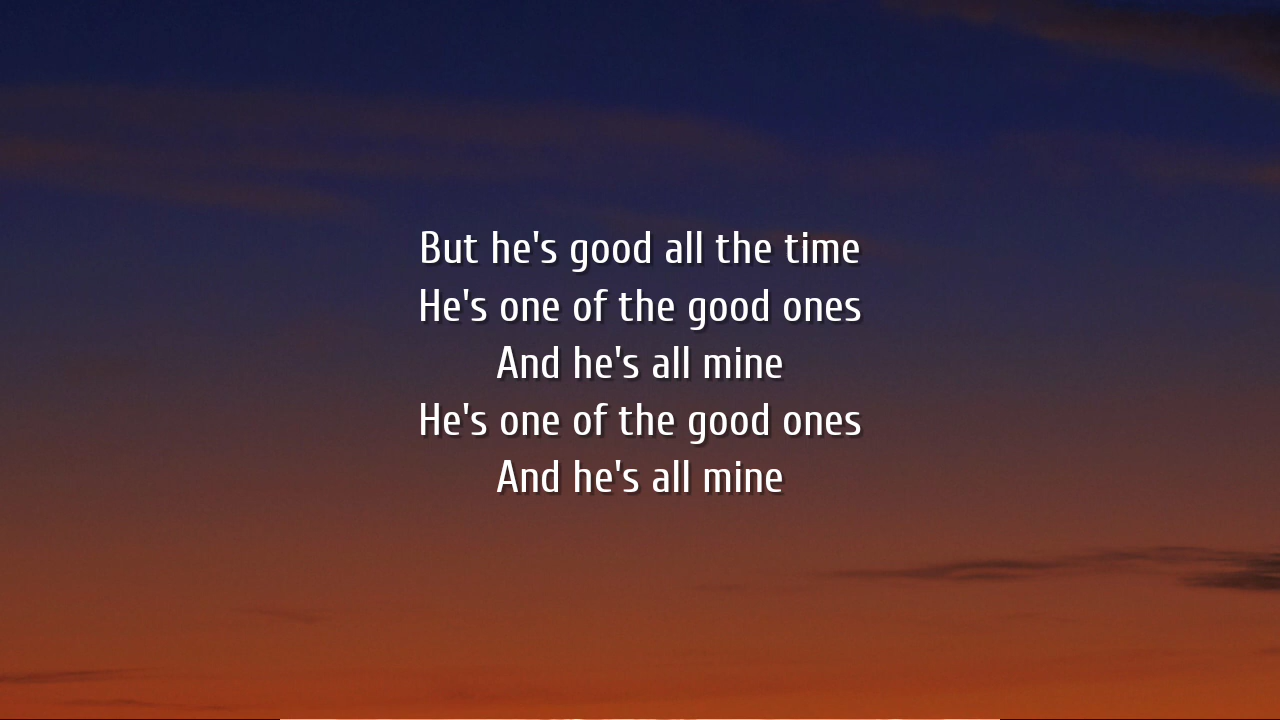 But he's good all the time
He's one of the good ones
And he's all mine
He's one of the good ones
And he's all mine